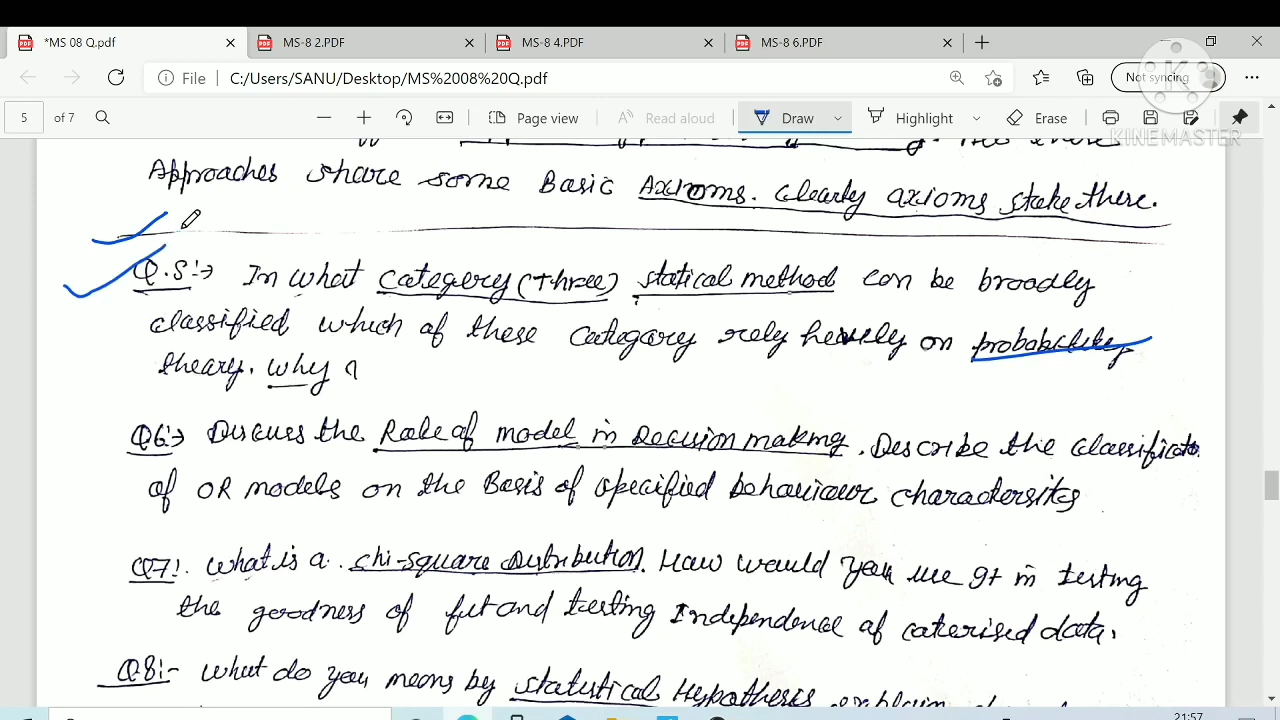 *MS 08 Q.pdf
MS-8 2.PDF
MS-8 4.PDF
MS-8 6.PDF
File
C:/Users/SANU/Desktop/MS%2008%20Q.pdf
Not syncing
5
of 7
Page view
Read aloud
Draw
Highlight
Erase
KINEMASTER
Approaches share some Basic Axioms. Clearly axioms stake there.
Q.5:→ In what category (three) statical method can be broadly
classified which of these categary rely hevily on probability
theary. why ?
Q6:→ Discuss the Role of model in Decision making. Describe the classificato
of OR models on the Basis of specified behaviour charactersitcs
Q7:. What is a. chi-square Distribution. How would you use It in testing
the goodness of fut and testing Independence of caterised data.
Q8:- What do you means by Statistical Hypothesis explain
21:57